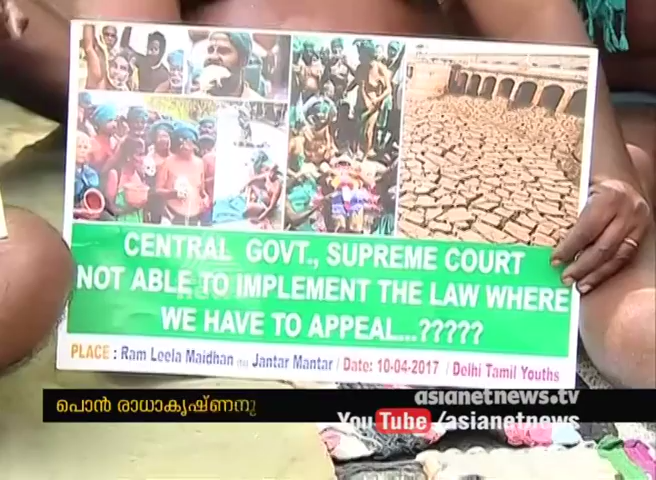 CENTRAL GOVT., SUPREME COURT
NOT ABLE TO IMPLEMENT THE LAW WHERE
WE HAVE TO APPEAL....?????
PLACE : Ram Leela Maidhan (to) Jantar Mantar / Date: 10-04-2017 / Delhi Tamil Youths
പൊൻ രാധാകൃഷ്ണനു
asianetnews.tv
YouTube /asianetnews